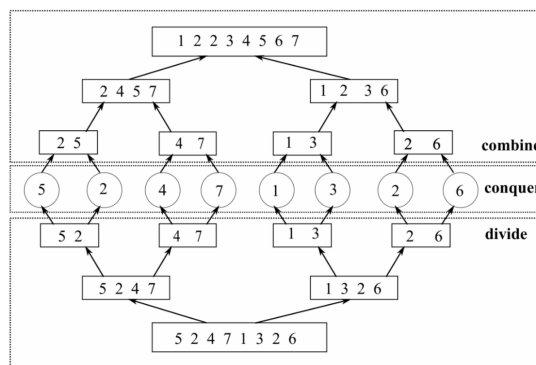 1 2 2 3 4 5 6 7
2 4 5 7 1 2 3 6
2 5 4 7 1 3 2 6
combine
5 2 4 7 1 3 2 6 conquer
5 2 4 7 1 3 2 6 divide
5 2 4 7 1 3 2 6
5 2 4 7 1 3 2 6